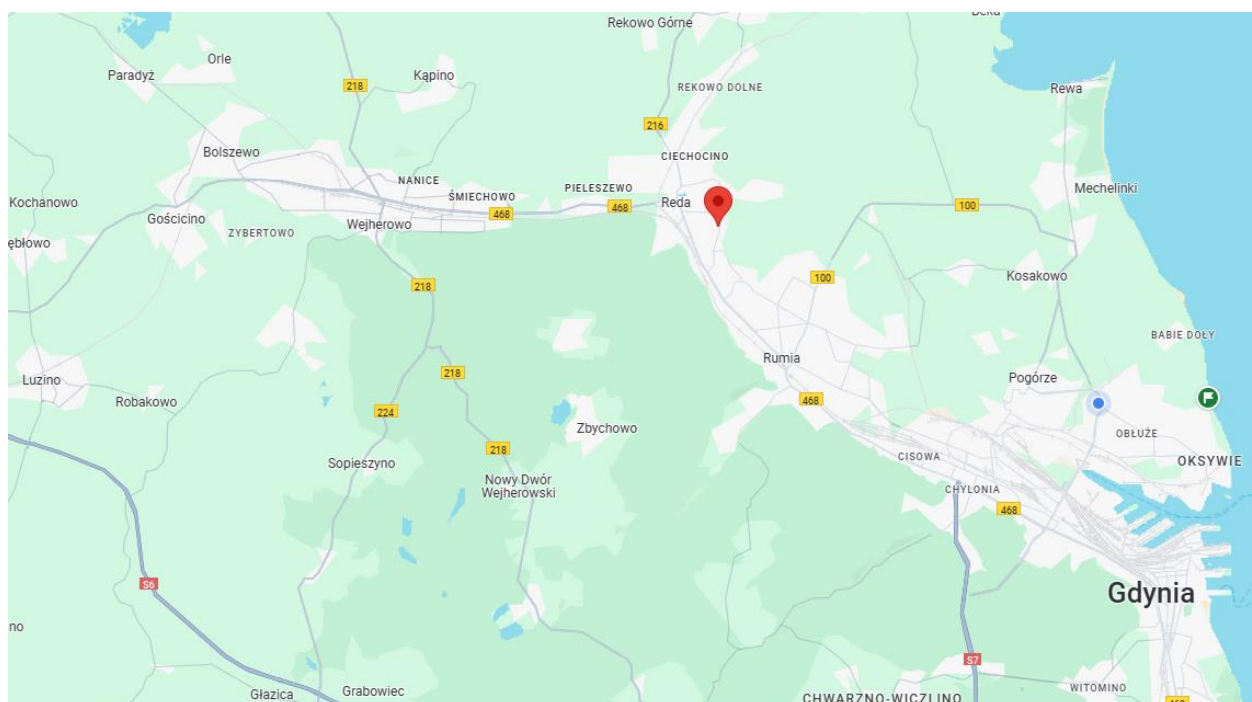 Beka
Rekowo Górne
Orle
Paradyż
Kąpino
218
REKOWO DOLNE
Rewa
216
Bolszewo
CIECHOCINO
NANICE
ŚMIECHOWO
PIELESZEWO
Mechelinki
Kochanowo
Reda
468
468
100
Gościcino
ZYBERTOWO
Wejherowo
ębłowo
218
100
Kosakowo
BABIE DOŁY
Rumia
218
Luzino
Pogórze
Robakowo
468
224
Zbychowo
OBŁUŻE
218
CISOWA
OKSYWIE
Sopieszyno
Nowy Dwór
Wejherowski
CHYLONIA
468
S6
Gdynia
no
S7
WITOMINO
Głazica
Grabowiec
CHWARZNO-WICZLINO
468